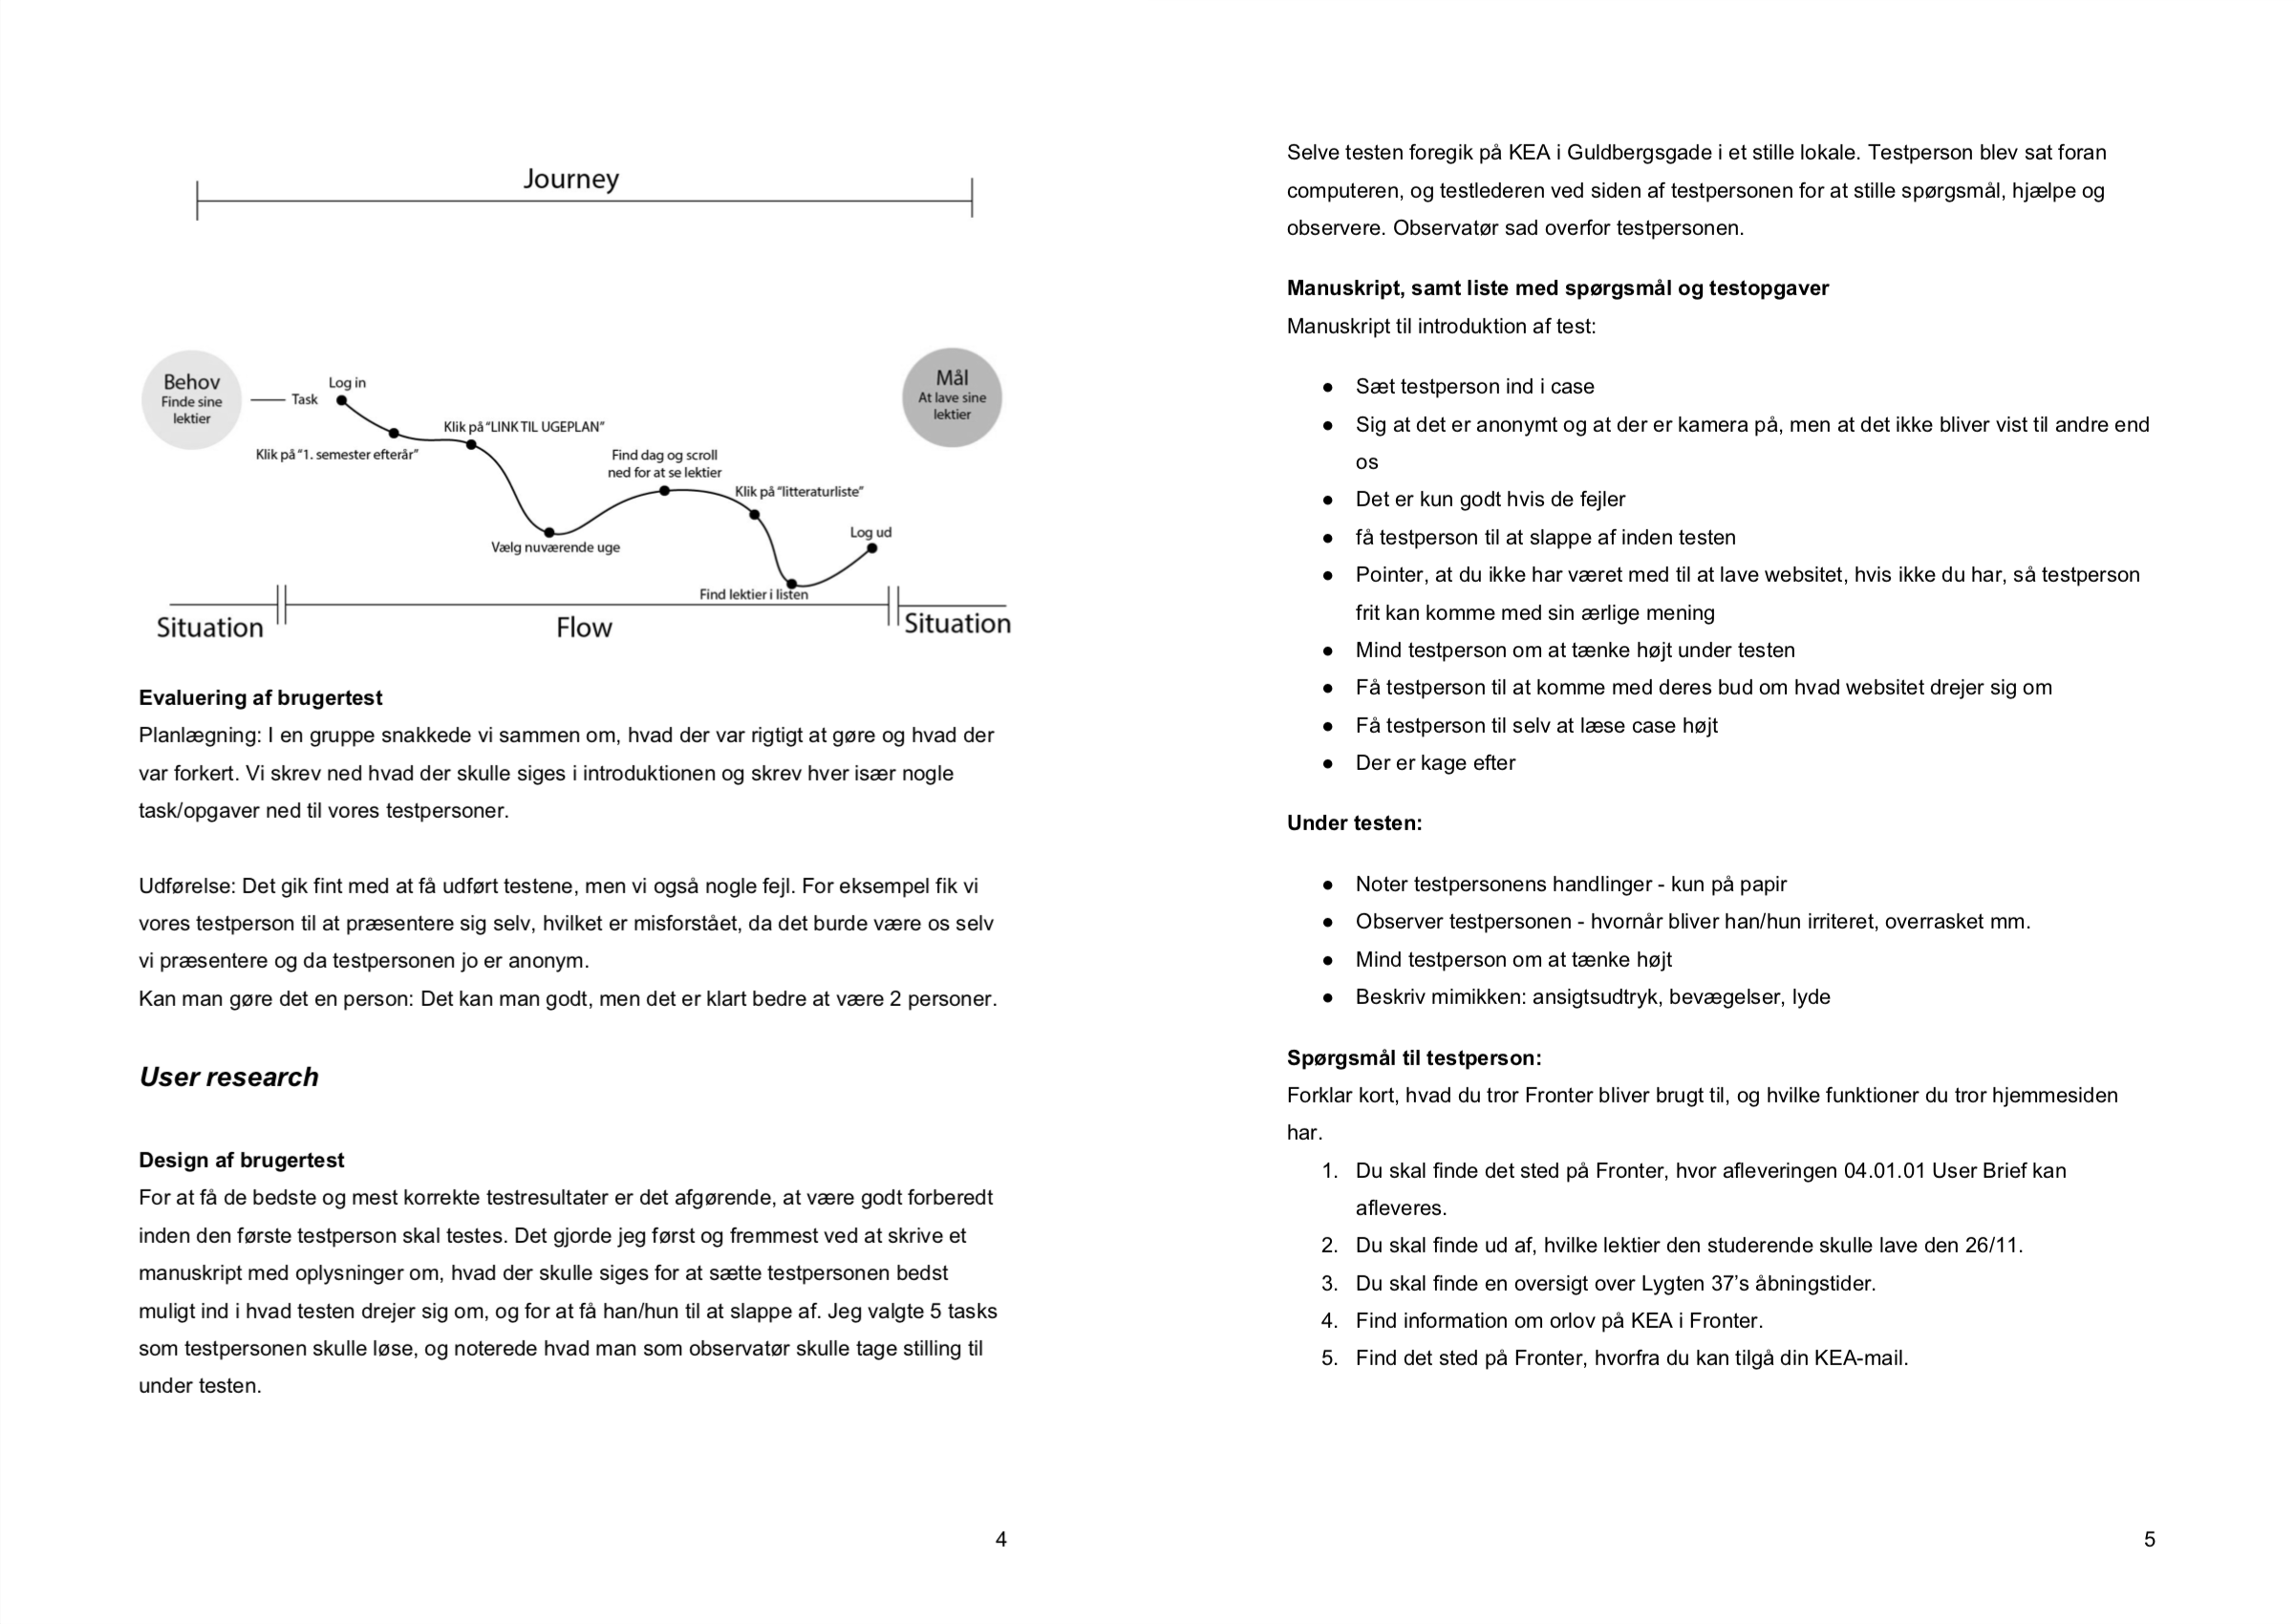 Journey
Behov
Finde sine
lektier
Task
Log in
Klik på "1. semester efterår"
Klik på "LINK TIL UGEPLAN"
Vælg nuværende uge
Find dag og scroll
ned for at se lektier
Klik på "litteraturliste"
Find lektier i listen
Log ud
Mål
At lave sine
lektier
Situation
Flow
Situation
Evaluering af brugertest
Planlægning: I en gruppe snakkede vi sammen om, hvad der var rigtigt at gøre og hvad der
var forkert. Vi skrev ned hvad der skulle siges i introduktionen og skrev hver især nogle
task/opgaver ned til vores testpersoner.
Udførelse: Det gik fint med at få udført testene, men vi også nogle fejl. For eksempel fik vi
vores testperson til at præsentere sig selv, hvilket er misforstået, da det burde være os selv
vi præsentere og da testpersonen jo er anonym.
Kan man gøre det en person: Det kan man godt, men det er klart bedre at være 2 personer.
User research
Design af brugertest
For at få de bedste og mest korrekte testresultater er det afgørende, at være godt forberedt
inden den første testperson skal testes. Det gjorde jeg først og fremmest ved at skrive et
manuskript med oplysninger om, hvad der skulle siges for at sætte testpersonen bedst
muligt ind i hvad testen drejer sig om, og for at få han/hun til at slappe af. Jeg valgte 5 tasks
som testpersonen skulle løse, og noterede hvad man som observatør skulle tage stilling til
under testen.
4
Selve testen foregik på KEA i Guldbergsgade i et stille lokale. Testperson blev sat foran
computeren, og testlederen ved siden af testpersonen for at stille spørgsmål, hjælpe og
observere. Observatør sad overfor testpersonen.
Manuskript, samt liste med spørgsmål og testopgaver
Manuskript til introduktion af test:
● Sæt testperson ind i case
● Sig at det er anonymt og at der er kamera på, men at det ikke bliver vist til andre end
os
● Det er kun godt hvis de fejler
● få testperson til at slappe af inden testen
● Pointer, at du ikke har været med til at lave websitet, hvis ikke du har, så testperson
frit kan komme med sin ærlige mening
● Mind testperson om at tænke højt under testen
● Få testperson til at komme med deres bud om hvad websitet drejer sig om
● Få testperson til selv at læse case højt
● Der er kage efter
Under testen:
● Noter testpersonens handlinger - kun på papir
● Observer testpersonen - hvornår bliver han/hun irriteret, overrasket mm.
● Mind testperson om at tænke højt
● Beskriv mimikken: ansigtsudtryk, bevægelser, lyde
Spørgsmål til testperson:
Forklar kort, hvad du tror Fronter bliver brugt til, og hvilke funktioner du tror hjemmesiden
har.
1. Du skal finde det sted på Fronter, hvor afleveringen 04.01.01 User Brief kan
afleveres.
2. Du skal finde ud af, hvilke lektier den studerende skulle lave den 26/11.
3. Du skal finde en oversigt over Lygten 37’s åbningstider.
4. Find information om orlov på KEA i Fronter.
5. Find det sted på Fronter, hvorfra du kan tilgå din KEA-mail.
5